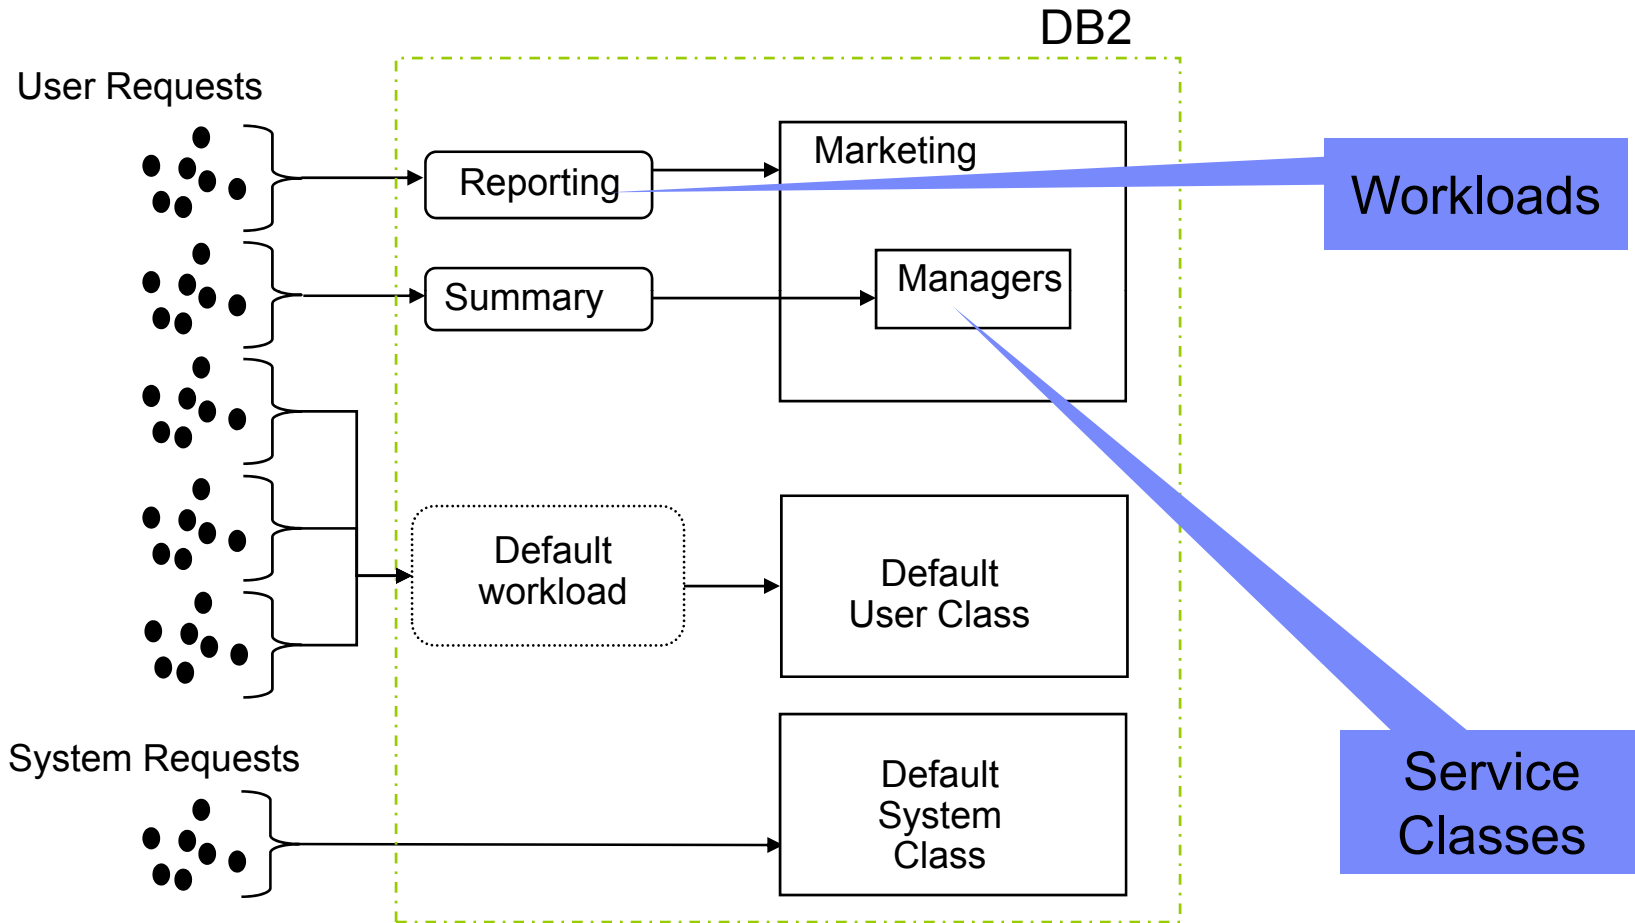 DB2
User Requests
Marketing
Reporting
Workloads
Managers
Summary
Default
workload
Default
User Class
System Requests
Default
System
Class
Service
Classes